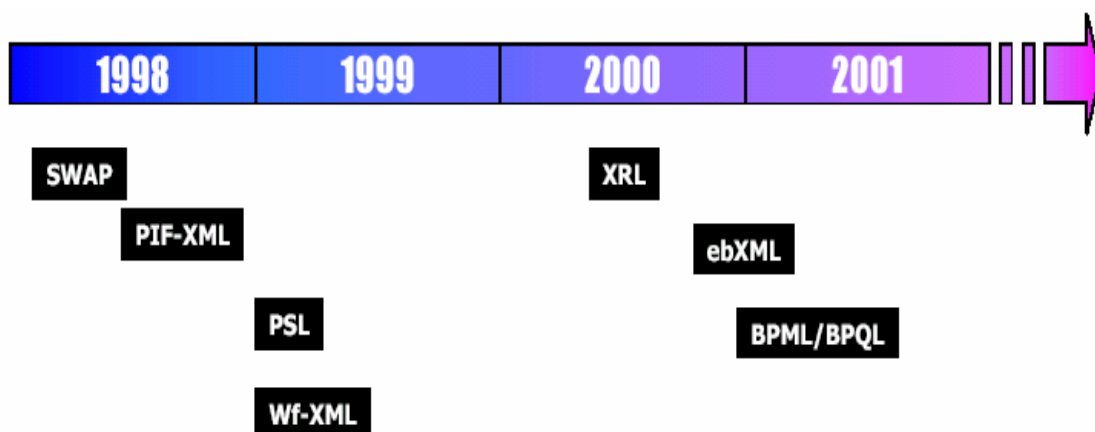 1998 1999 2000 2001
SWAP XRL
PIF-XML
ebXML
PSL
BPML/BPQL
Wf-XML